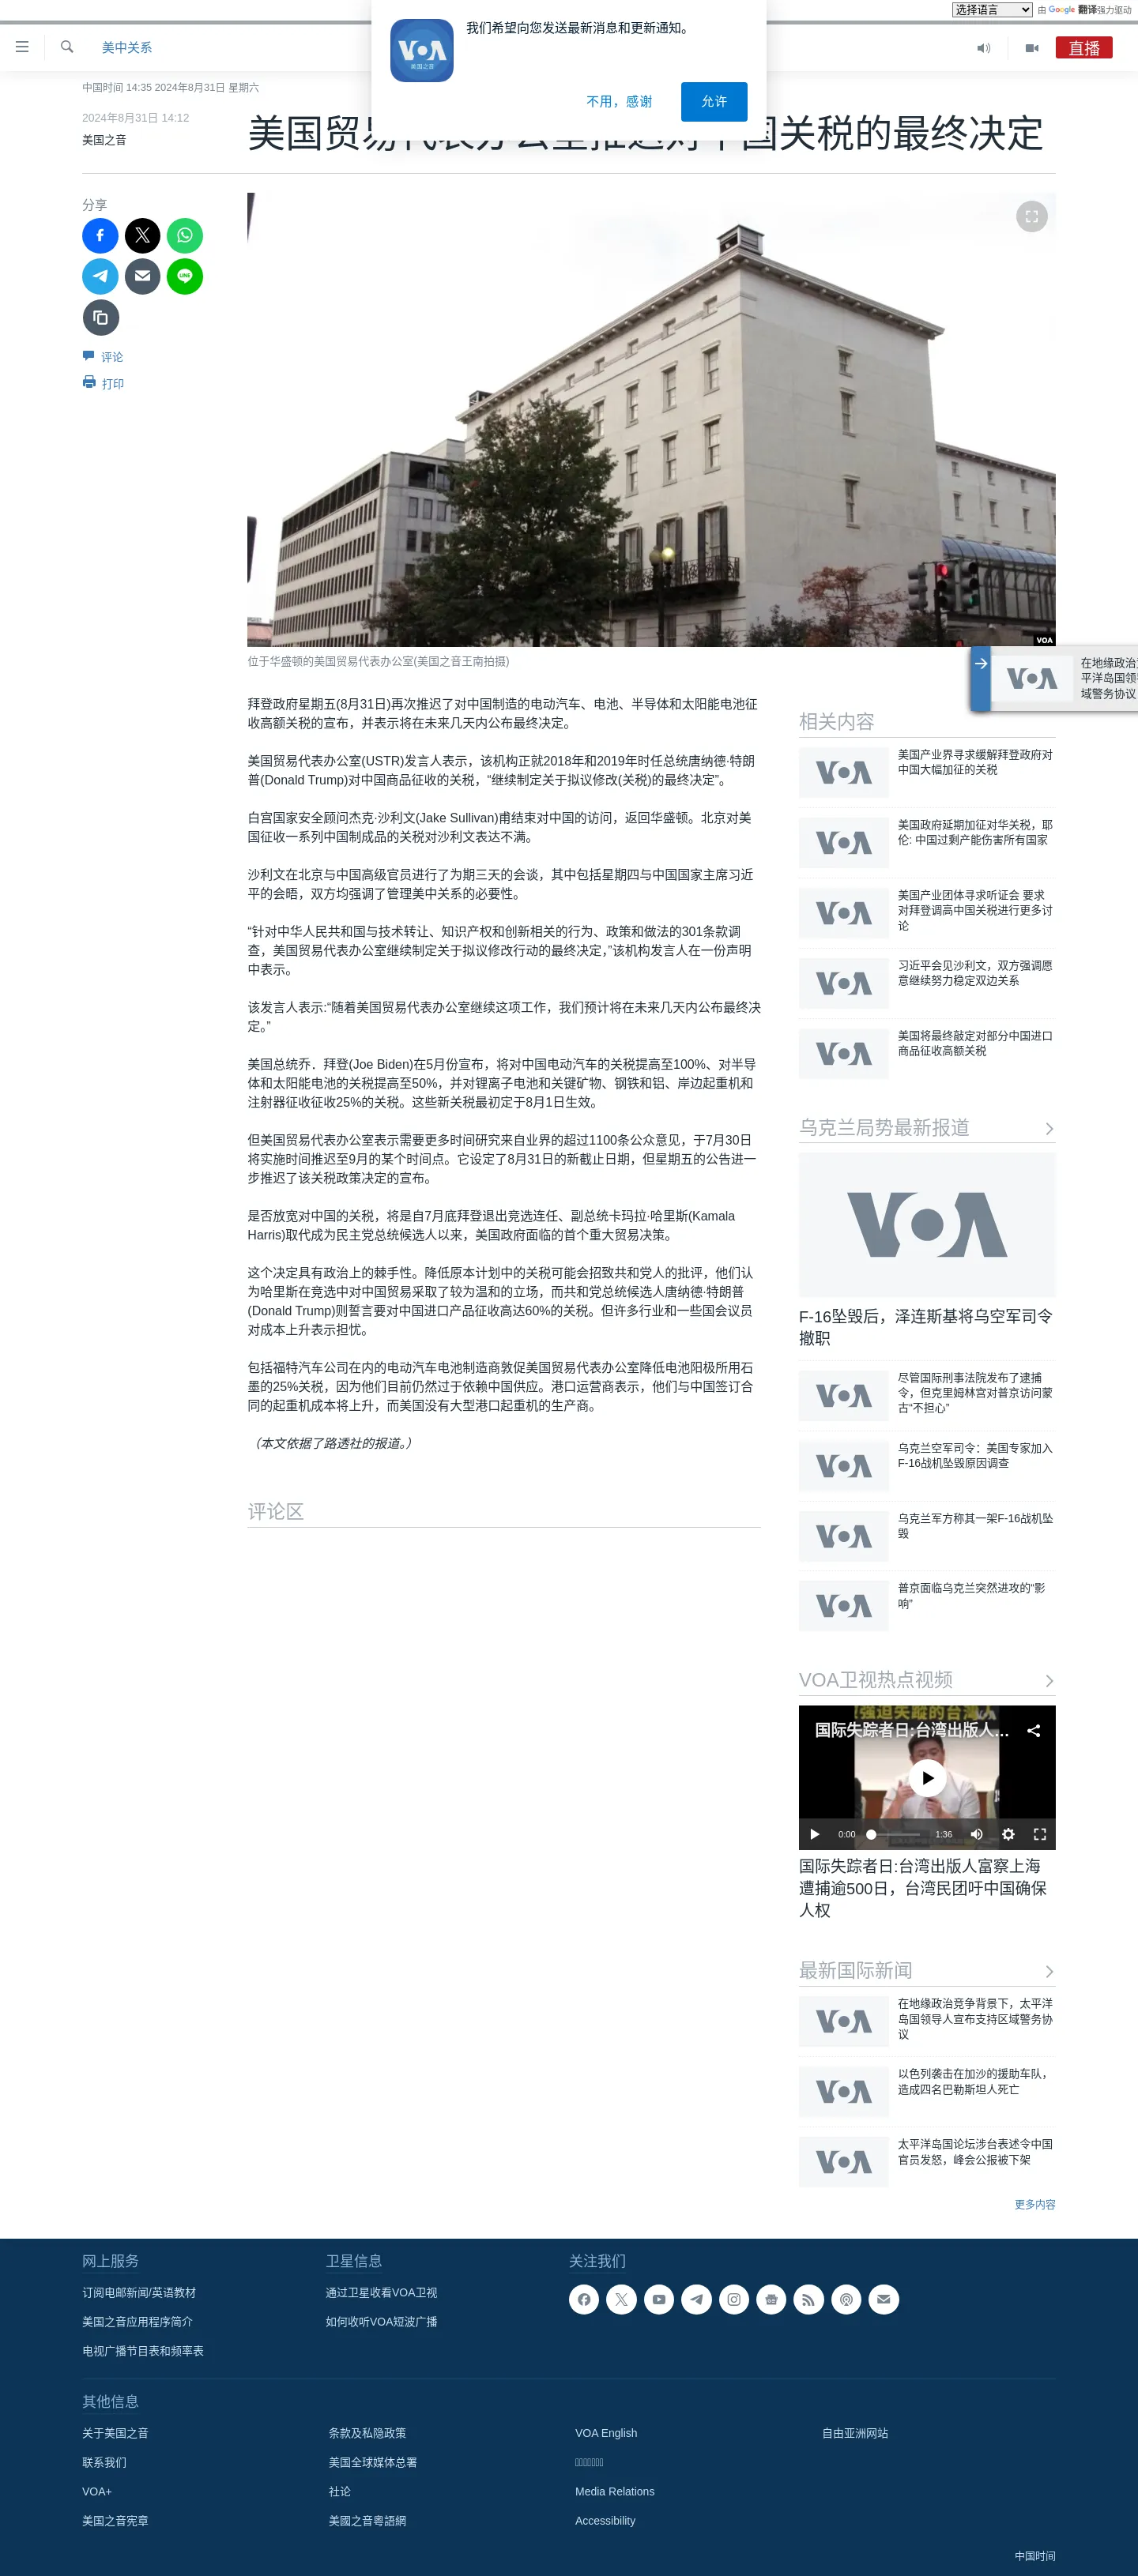 选择语言 由 Google 翻译强力驱动
我们希望向您发送最新消息和更新通知。
VOA
美国之音
不用，感谢
允许
美中关系
直播
中国时间 14:35 2024年8月31日 星期六
2024年8月31日 14:12
美国之音
美国贸易代表办公室推迟对中国关税的最终决定
分享
评论
打印
VOA
位于华盛顿的美国贸易代表办公室(美国之音王南拍摄)
拜登政府星期五(8月31日)再次推迟了对中国制造的电动汽车、电池、半导体和太阳能电池征
收高额关税的宣布，并表示将在未来几天内公布最终决定。
美国贸易代表办公室(USTR)发言人表示，该机构正就2018年和2019年时任总统唐纳德·特朗
普(Donald Trump)对中国商品征收的关税，“继续制定关于拟议修改(关税)的最终决定”。
白宫国家安全顾问杰克·沙利文(Jake Sullivan)甫结束对中国的访问，返回华盛顿。北京对美
国征收一系列中国制成品的关税对沙利文表达不满。
沙利文在北京与中国高级官员进行了为期三天的会谈，其中包括星期四与中国国家主席习近
平的会晤，双方均强调了管理美中关系的必要性。
“针对中华人民共和国与技术转让、知识产权和创新相关的行为、政策和做法的301条款调
查，美国贸易代表办公室继续制定关于拟议修改行动的最终决定，”该机构发言人在一份声明
中表示。
该发言人表示:“随着美国贸易代表办公室继续这项工作，我们预计将在未来几天内公布最终决
定。”
美国总统乔．拜登(Joe Biden)在5月份宣布，将对中国电动汽车的关税提高至100%、对半导
体和太阳能电池的关税提高至50%，并对锂离子电池和关键矿物、钢铁和铝、岸边起重机和
注射器征收征收25%的关税。这些新关税最初定于8月1日生效。
但美国贸易代表办公室表示需要更多时间研究来自业界的超过1100条公众意见，于7月30日
将实施时间推迟至9月的某个时间点。它设定了8月31日的新截止日期，但星期五的公告进一
步推迟了该关税政策决定的宣布。
是否放宽对中国的关税，将是自7月底拜登退出竞选连任、副总统卡玛拉·哈里斯(Kamala
Harris)取代成为民主党总统候选人以来，美国政府面临的首个重大贸易决策。
这个决定具有政治上的棘手性。降低原本计划中的关税可能会招致共和党人的批评，他们认
为哈里斯在竞选中对中国贸易采取了较为温和的立场，而共和党总统候选人唐纳德·特朗普
(Donald Trump)则誓言要对中国进口产品征收高达60%的关税。但许多行业和一些国会议员
对成本上升表示担忧。
包括福特汽车公司在内的电动汽车电池制造商敦促美国贸易代表办公室降低电池阳极所用石
墨的25%关税，因为他们目前仍然过于依赖中国供应。港口运营商表示，他们与中国签订合
同的起重机成本将上升，而美国没有大型港口起重机的生产商。
（本文依据了路透社的报道。）
评论区
VOA
在地缘政治
平洋岛国领
域警务协议
相关内容
VOA
美国产业界寻求缓解拜登政府对
中国大幅加征的关税
VOA
美国政府延期加征对华关税，耶
伦: 中国过剩产能伤害所有国家
VOA
美国产业团体寻求听证会 要求
对拜登调高中国关税进行更多讨
论
VOA
习近平会见沙利文，双方强调愿
意继续努力稳定双边关系
VOA
美国将最终敲定对部分中国进口
商品征收高额关税
乌克兰局势最新报道
VOA
F-16坠毁后，泽连斯基将乌空军司令
撤职
VOA
尽管国际刑事法院发布了逮捕
令，但克里姆林宫对普京访问蒙
古“不担心”
VOA
乌克兰空军司令：美国专家加入
F-16战机坠毁原因调查
VOA
乌克兰军方称其一架F-16战机坠
毁
VOA
普京面临乌克兰突然进攻的“影
响”
VOA卫视热点视频
强迫失蹤的台湾人
国际失踪者日:台湾出版人…
0:00
1:36
国际失踪者日:台湾出版人富察上海
遭捕逾500日，台湾民团吁中国确保
人权
最新国际新闻
VOA
在地缘政治竞争背景下，太平洋
岛国领导人宣布支持区域警务协
议
VOA
以色列袭击在加沙的援助车队，
造成四名巴勒斯坦人死亡
VOA
太平洋岛国论坛涉台表述令中国
官员发怒，峰会公报被下架
更多内容
网上服务
订阅电邮新闻/英语教材
美国之音应用程序简介
电视广播节目表和频率表
卫星信息
通过卫星收看VOA卫视
如何收听VOA短波广播
关注我们
其他信息
关于美国之音
联系我们
VOA+
美国之音宪章
条款及私隐政策
美国全球媒体总署
社论
美國之音粵語網
VOA English
Media Relations
Accessibility
自由亚洲网站
中国时间